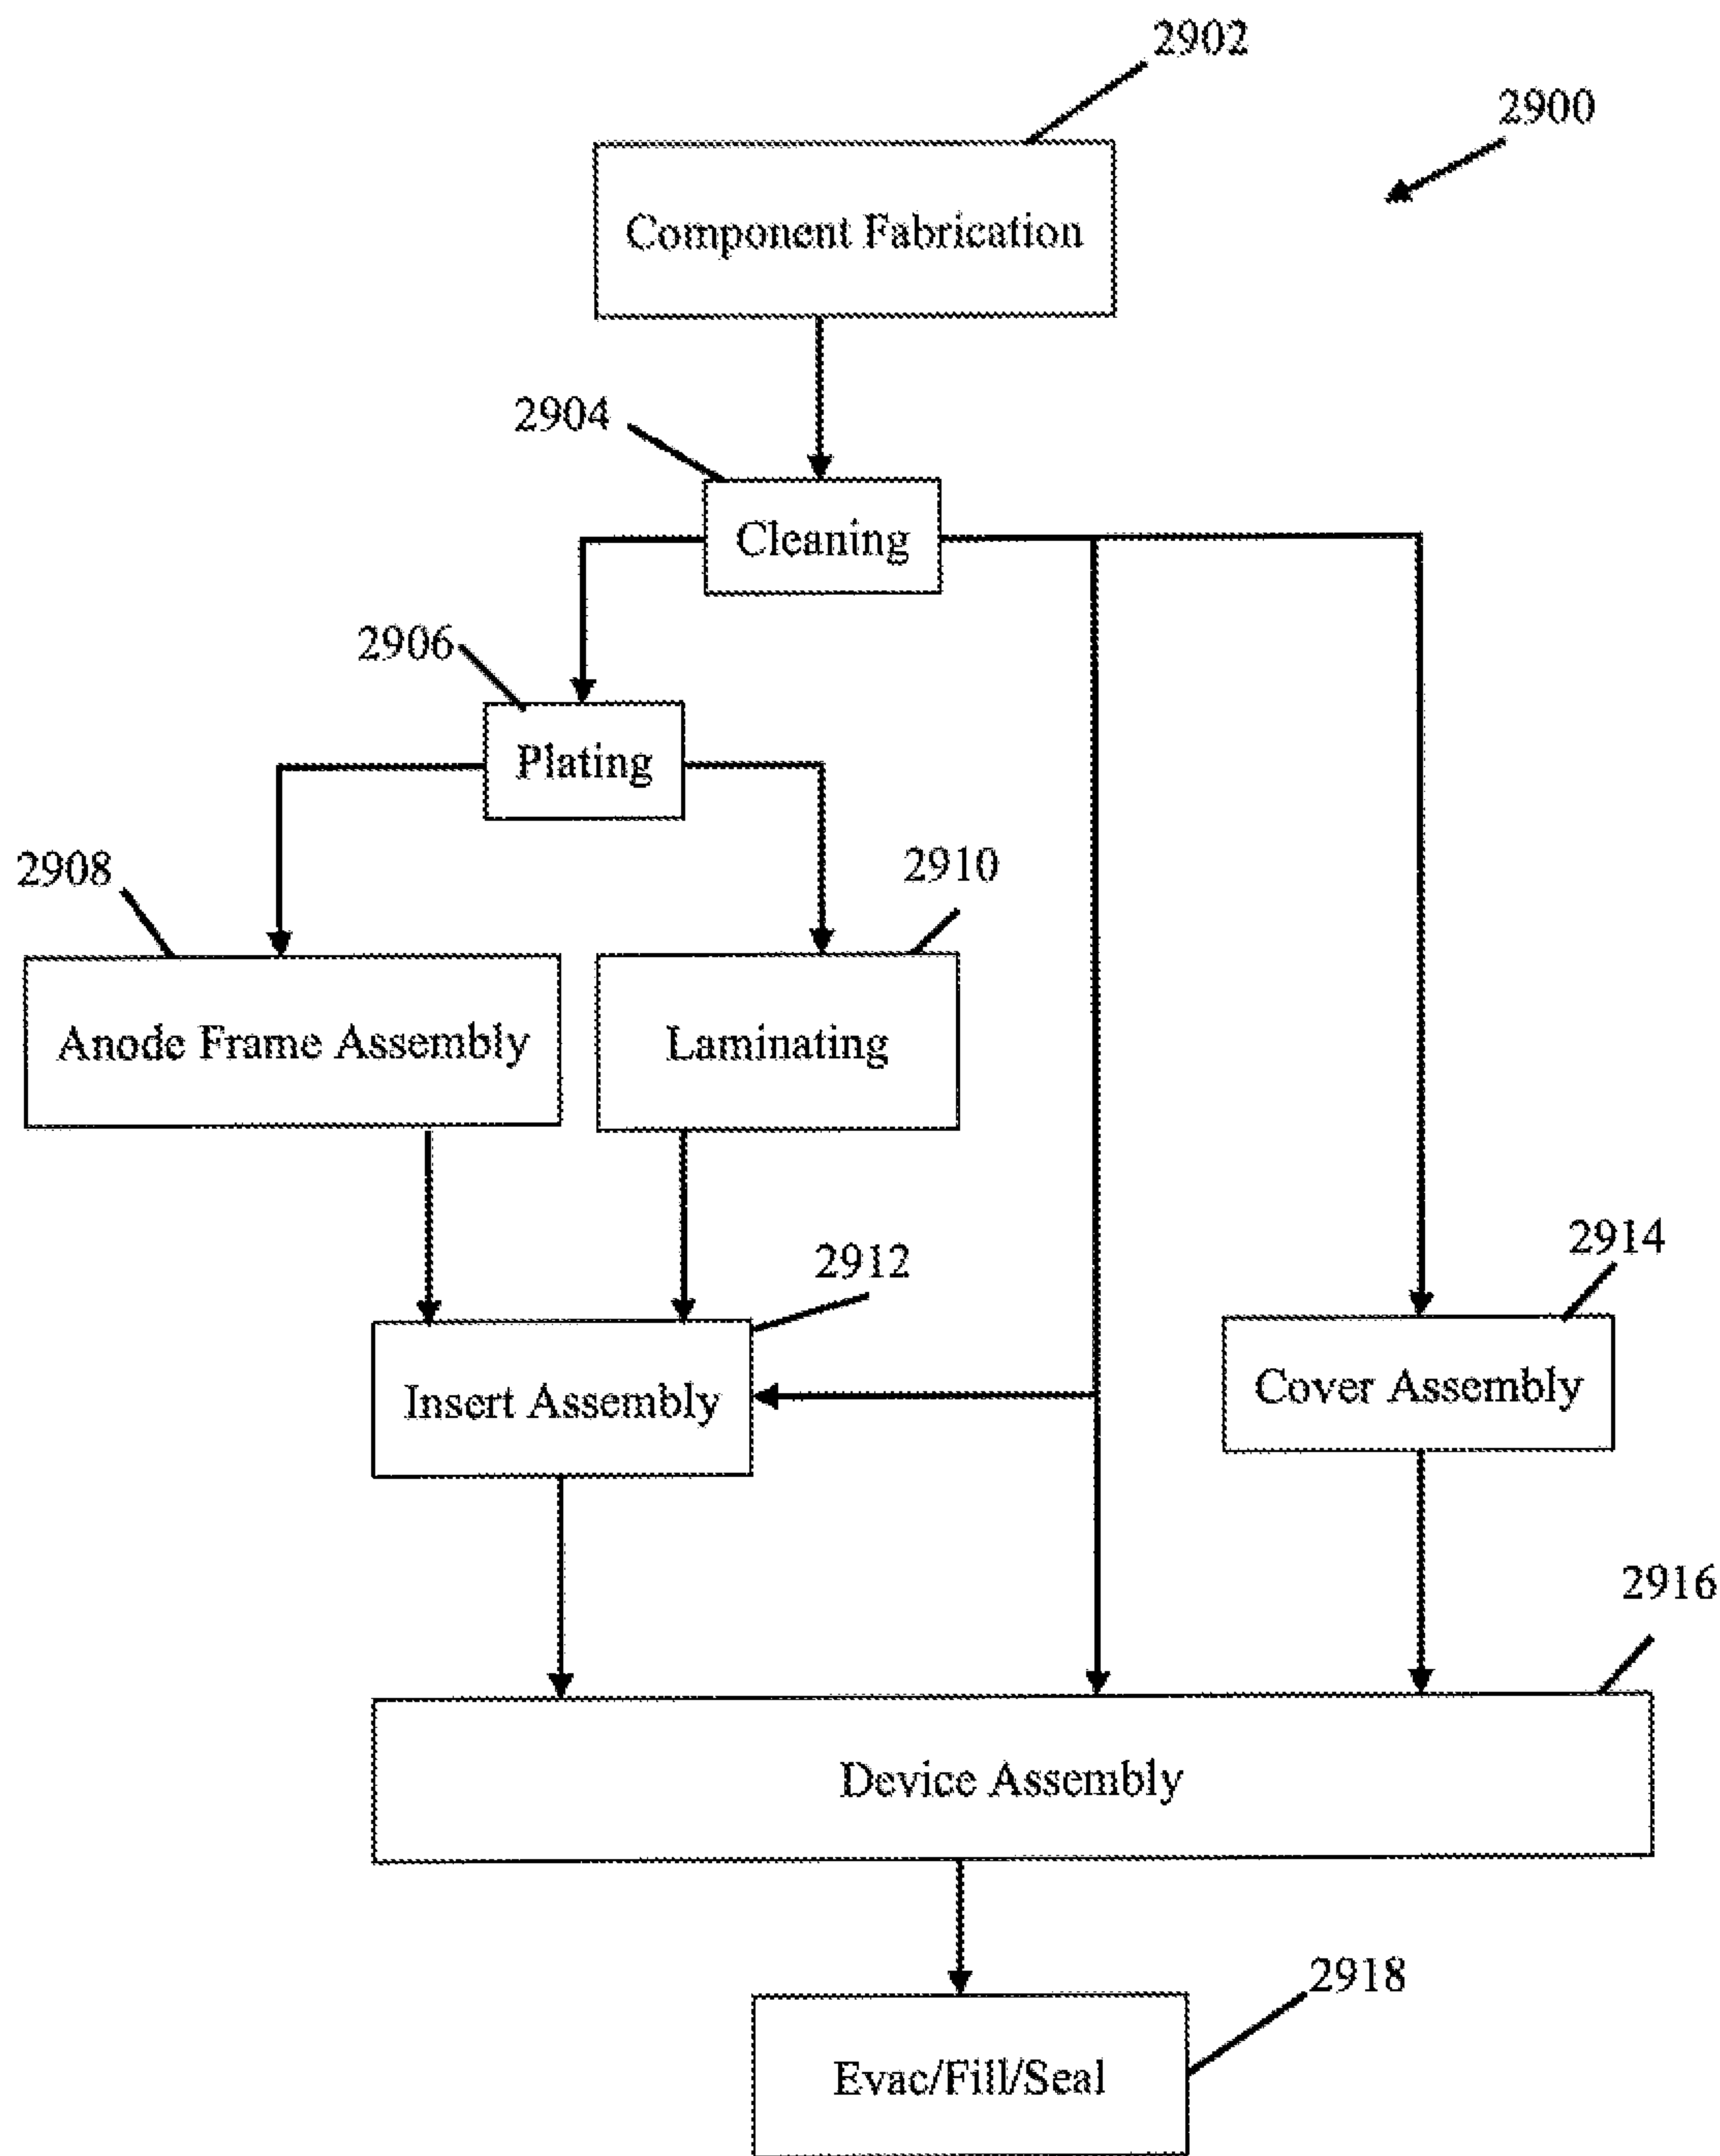 2902
2900
Component Fabrication
2904
Cleaning
2906
Plating
2908
2910
Anode Frame Assembly
Laminating
2912
2914
Insert Assembly
Cover Assembly
2916
Device Assembly
2918
Evac/Fill/Seal